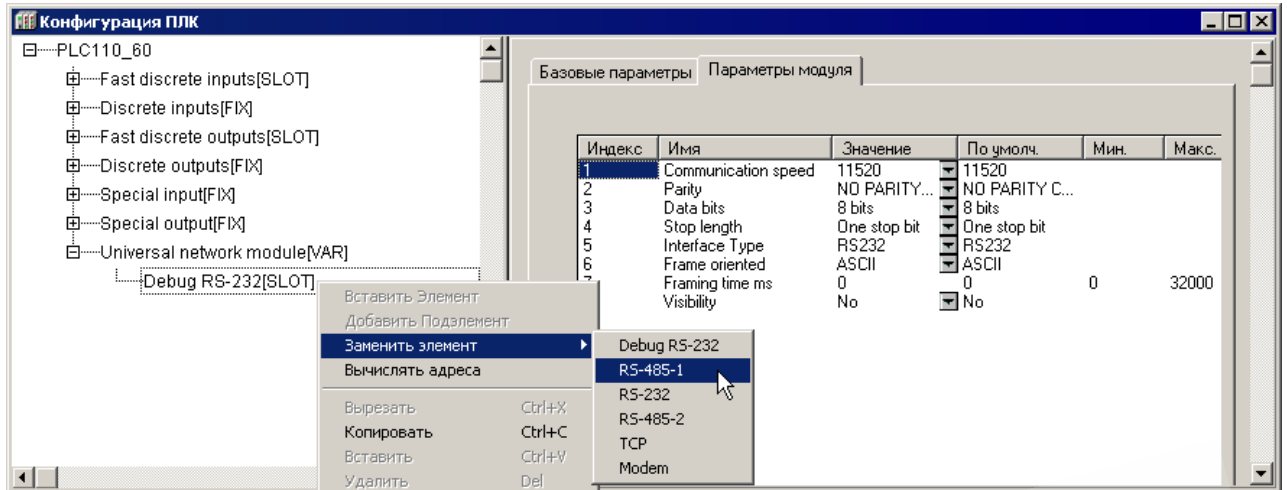 Конфигурация ПЛК
PLC110_60
Fast discrete inputs[SLOT]
Discrete inputs[FIX]
Fast discrete outputs[SLOT]
Discrete outputs[FIX]
Special input[FIX]
Special output[FIX]
Universal network module[VAR]
Debug RS-232[SLOT]
Базовые параметры Параметры модуля
Индекс Имя Значение По умолч. Мин. Макс.
1 Communication speed 11520 11520
2 Parity NO PARITY... NO PARITY C...
3 Data bits 8 bits 8 bits
4 Stop length One stop bit One stop bit
5 Interface Type RS232 RS232
6 Frame oriented ASCII ASCII
7 Framing time ms 0 0 0 32000
Visibility No No
Вставить Элемент
Добавить Подэлемент
Заменить элемент
Вычислять адреса
Вырезать Ctrl+X
Копировать Ctrl+C
Вставить Ctrl+V
Удалить Del
Debug RS-232
RS-485-1
RS-232
RS-485-2
TCP
Modem